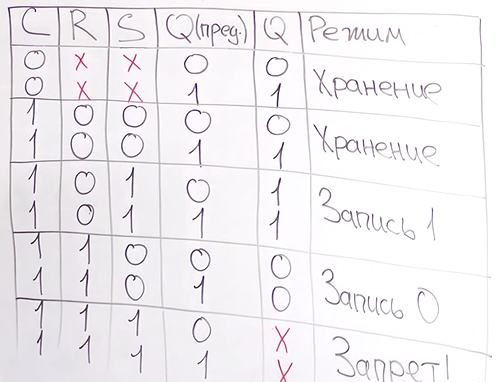 C R S Q(пред.) Q Режим
0 x x 0 0
0 x x 1 1
Хранение
1 0 0 0 0
1 0 0 1 1
Хранение
1 0 1 0 1
1 0 1 1 1
Запись 1
1 1 0 0 0
1 1 0 1 0
Запись 0
1 1 1 0 x
1 1 1 1 x
Запрет!